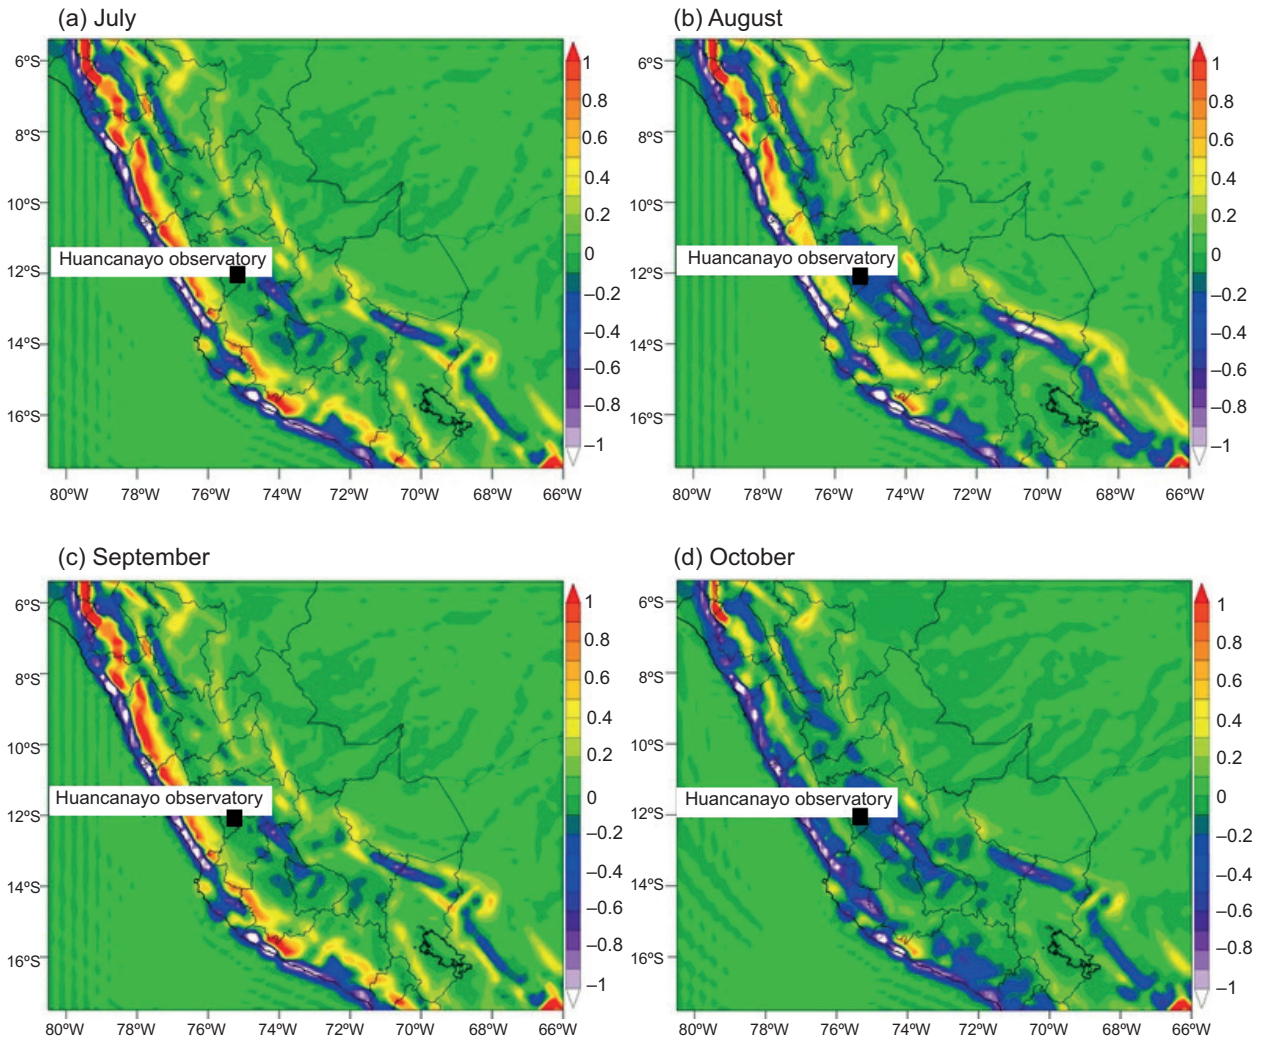 (a) July
6ºS
8ºS
10ºS
12ºS
14ºS
16ºS
Huancanayo observatory
1
0.8
0.6
0.4
0.2
0
–0.2
–0.4
–0.6
–0.8
–1
80ºW 78ºW 76ºW 74ºW 72ºW 70ºW 68ºW 66ºW
(b) August
6ºS
8ºS
10ºS
12ºS
14ºS
16ºS
Huancanayo observatory
1
0.8
0.6
0.4
0.2
0
–0.2
–0.4
–0.6
–0.8
–1
80ºW 78ºW 76ºW 74ºW 72ºW 70ºW 68ºW 66ºW
(c) September
6ºS
8ºS
10ºS
12ºS
14ºS
16ºS
Huancanayo observatory
1
0.8
0.6
0.4
0.2
0
–0.2
–0.4
–0.6
–0.8
–1
80ºW 78ºW 76ºW 74ºW 72ºW 70ºW 68ºW 66ºW
(d) October
6ºS
8ºS
10ºS
12ºS
14ºS
16ºS
Huancanayo observatory
1
0.8
0.6
0.4
0.2
0
–0.2
–0.4
–0.6
–0.8
–1
80ºW 78ºW 76ºW 74ºW 72ºW 70ºW 68ºW 66ºW